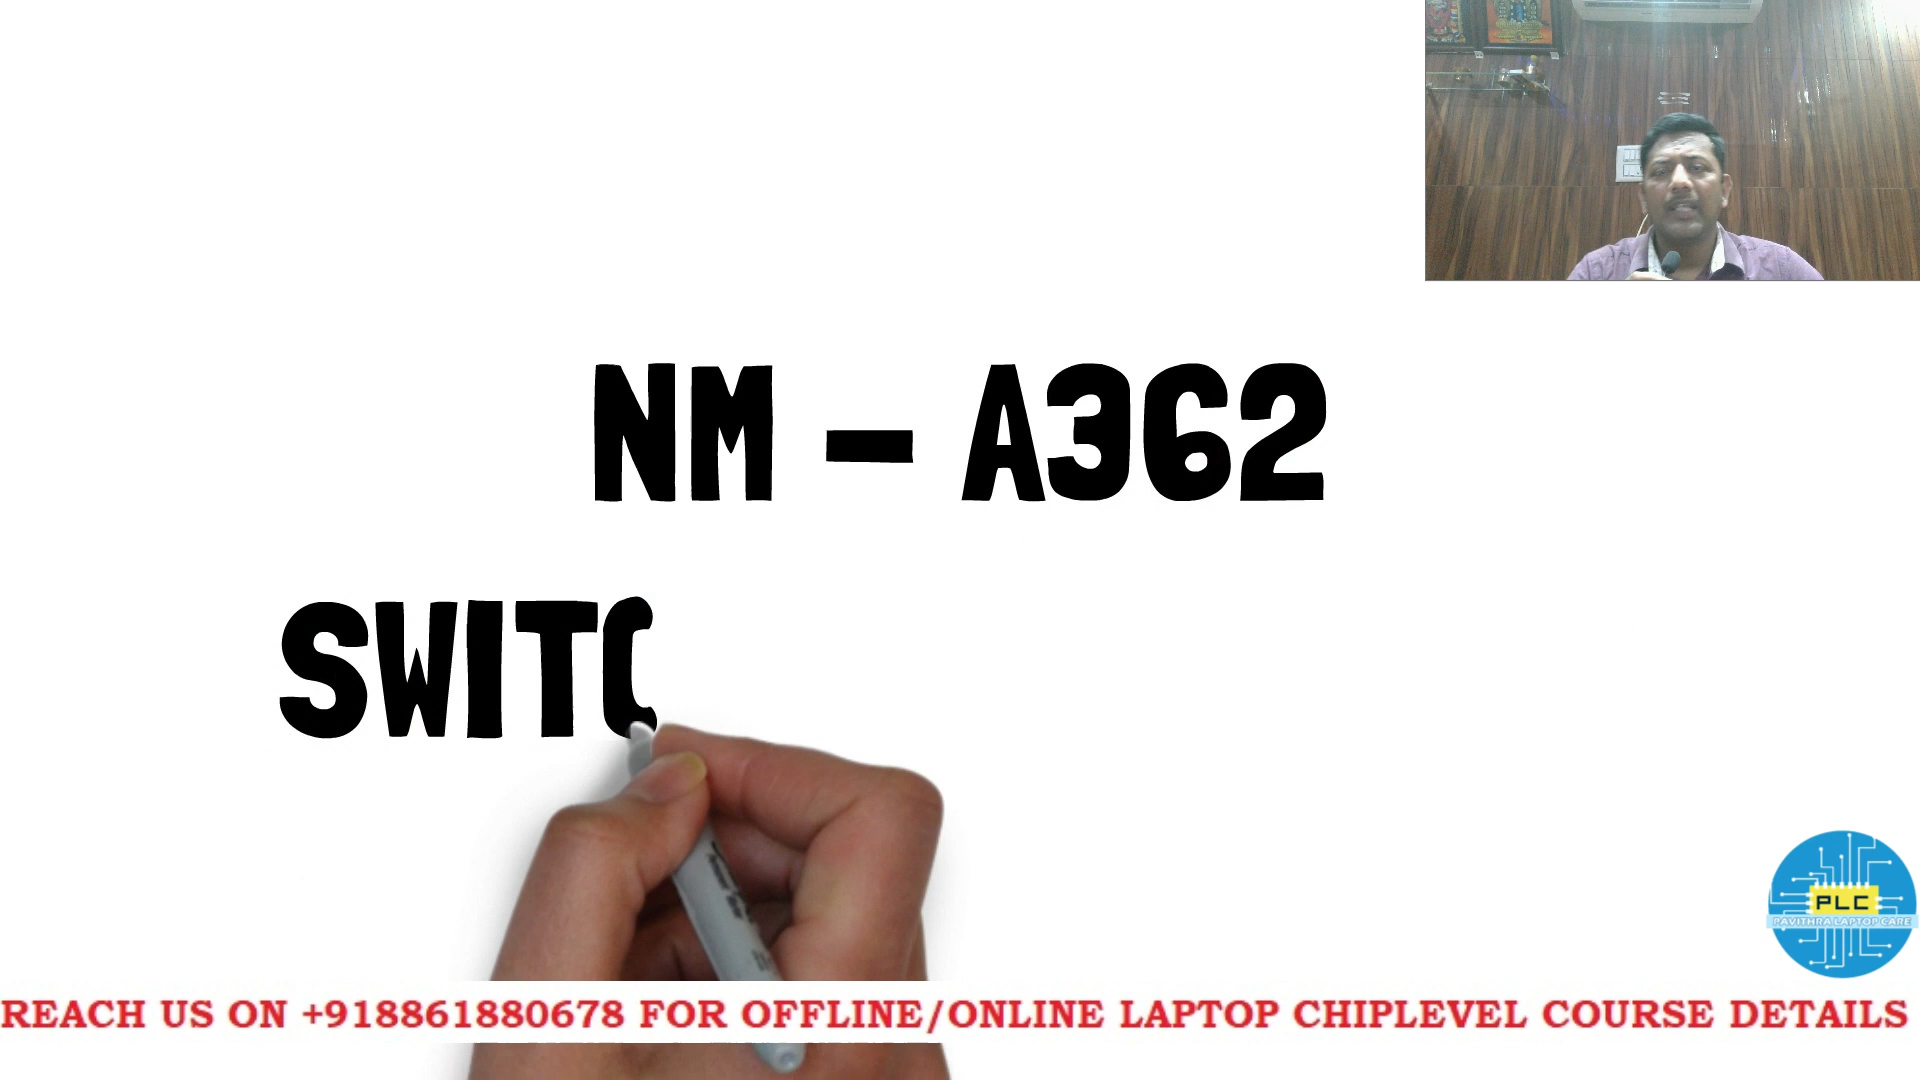 NM - A362
SWITC
PLC
PAVITHRA LAPTOP CARE
REACH US ON +918861880678 FOR OFFLINE/ONLINE LAPTOP CHIPLEVEL COURSE DETAILS